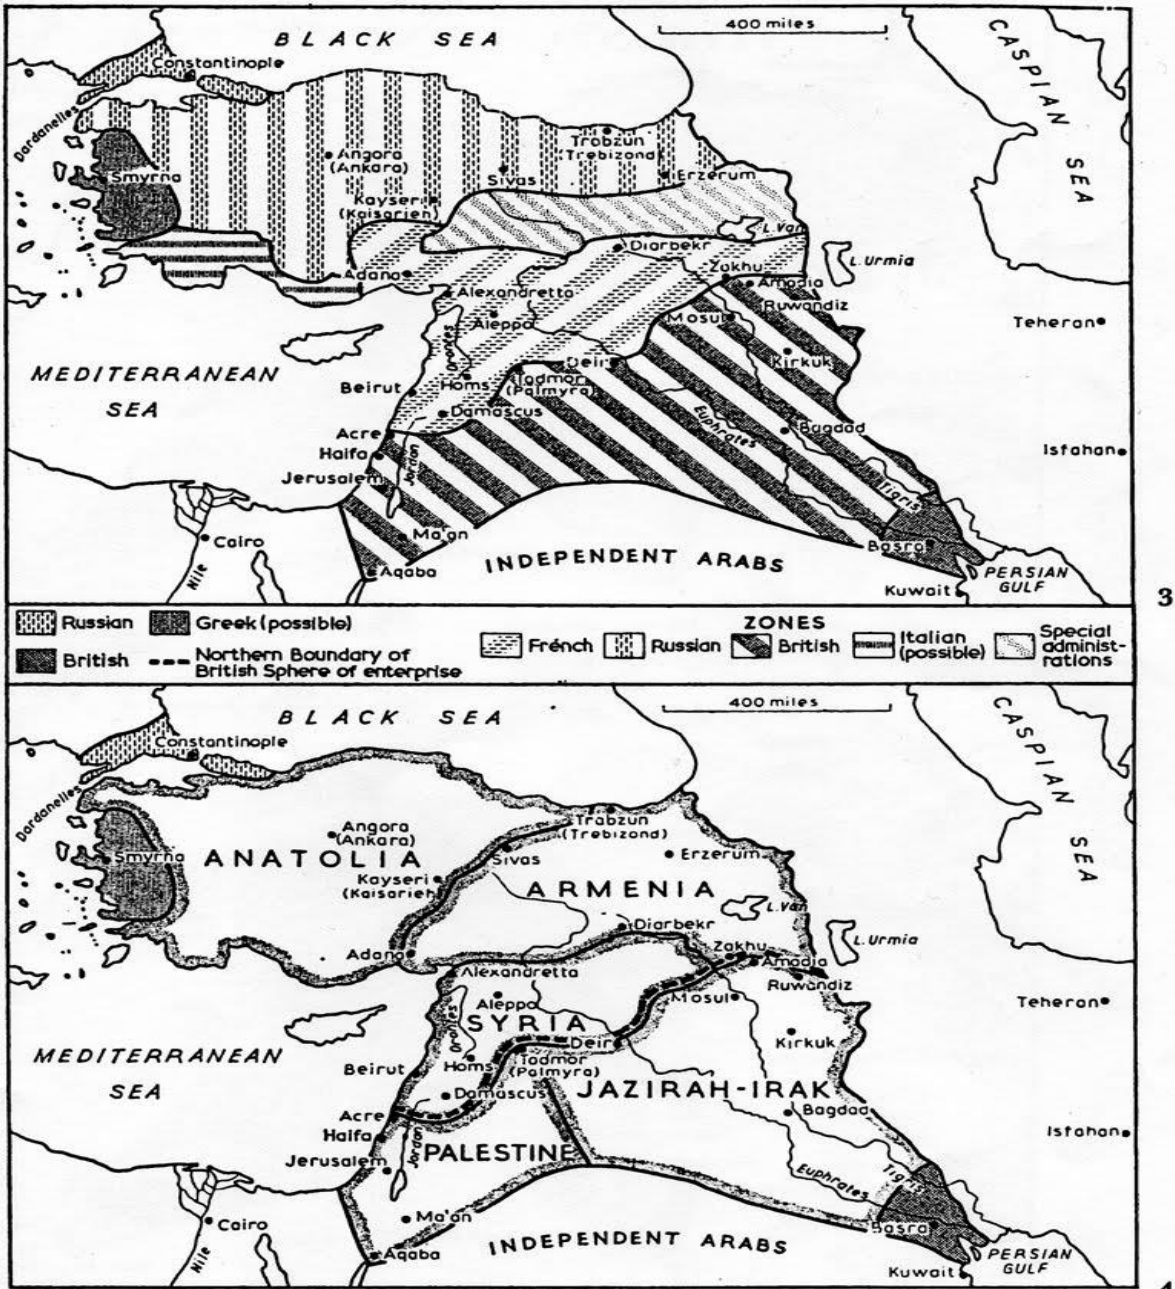 400 miles
BLACK SEA
CASPIAN
SEA
Constantinople
Dardanelles
Trabzun
(Trebizond)
Angora
(Ankara)
Sivas
Erzerum
Smyrna
Kayseri
(Kaisarieh)
L. Van
Diarbekr
L. Urmia
Adana
Zakhu
Amadia
Alexandretta
Ruwandiz
Aleppo
Mosul
Teheran
Orontes
MEDITERRANEAN
SEA
Deir
Kirkuk
Beirut
Homs
Tadmor
(Palmyra)
Damascus
Euphrates
Bagdad
Acre
Haifa
Jordan
Isfahan
Jerusalem
Tigris
Cairo
Ma'an
Basra
Nile
Aqaba
INDEPENDENT ARABS
Kuwait
PERSIAN
GULF
3
Russian
Greek (possible)
British
Northern Boundary of
British Sphere of enterprise
ZONES
French
Russian
British
Italian
(possible)
Special
administ-
rations
400 miles
BLACK SEA
CASPIAN
SEA
Constantinople
Dardanelles
Trabzun
(Trebizond)
Angora
(Ankara)
Smyrna
ANATOLIA
Sivas
Erzerum
Kayseri
(Kaisarieh)
ARMENIA
L. Van
Diarbekr
L. Urmia
Adana
Zakhu
Amadia
Alexandretta
Ruwandiz
Aleppo
Mosul
Teheran
Orontes
SYRIA
MEDITERRANEAN
SEA
Deir
Kirkuk
Beirut
Homs
Tadmor
(Palmyra)
JAZIRAH-IRAK
Damascus
Bagdad
Acre
Haifa
Jordan
PALESTINE
Isfahan
Jerusalem
Euphrates
Tigris
Cairo
Ma'an
Basra
Nile
Aqaba
INDEPENDENT ARABS
Kuwait
PERSIAN
GULF